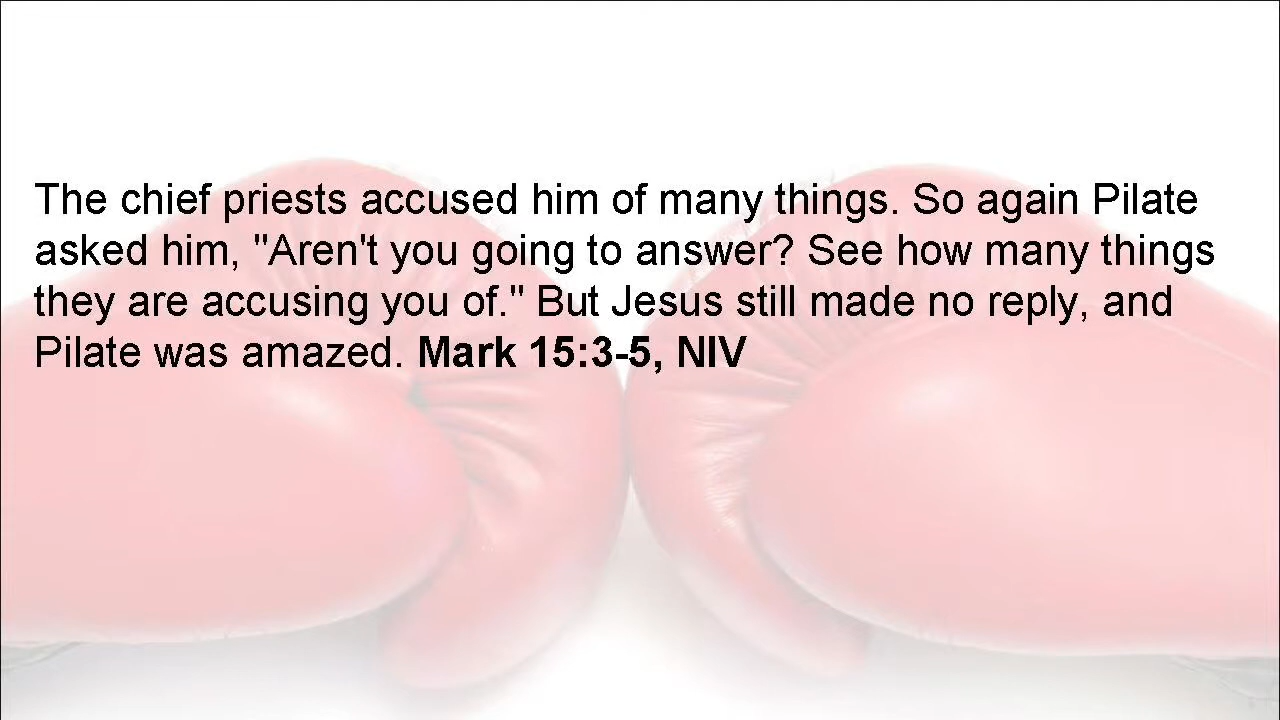 The chief priests accused him of many things. So again Pilate
asked him, "Aren't you going to answer? See how many things
they are accusing you of." But Jesus still made no reply, and
Pilate was amazed. Mark 15:3-5, NIV